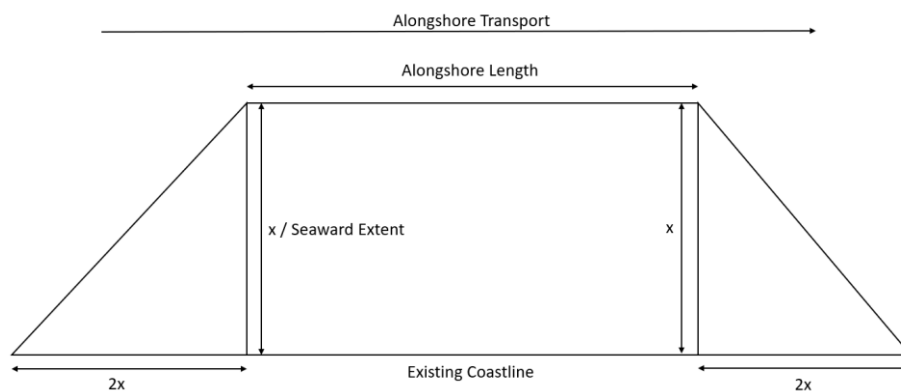 Alongshore Transport
Alongshore Length
x / Seaward Extent
x
2x
Existing Coastline
2x